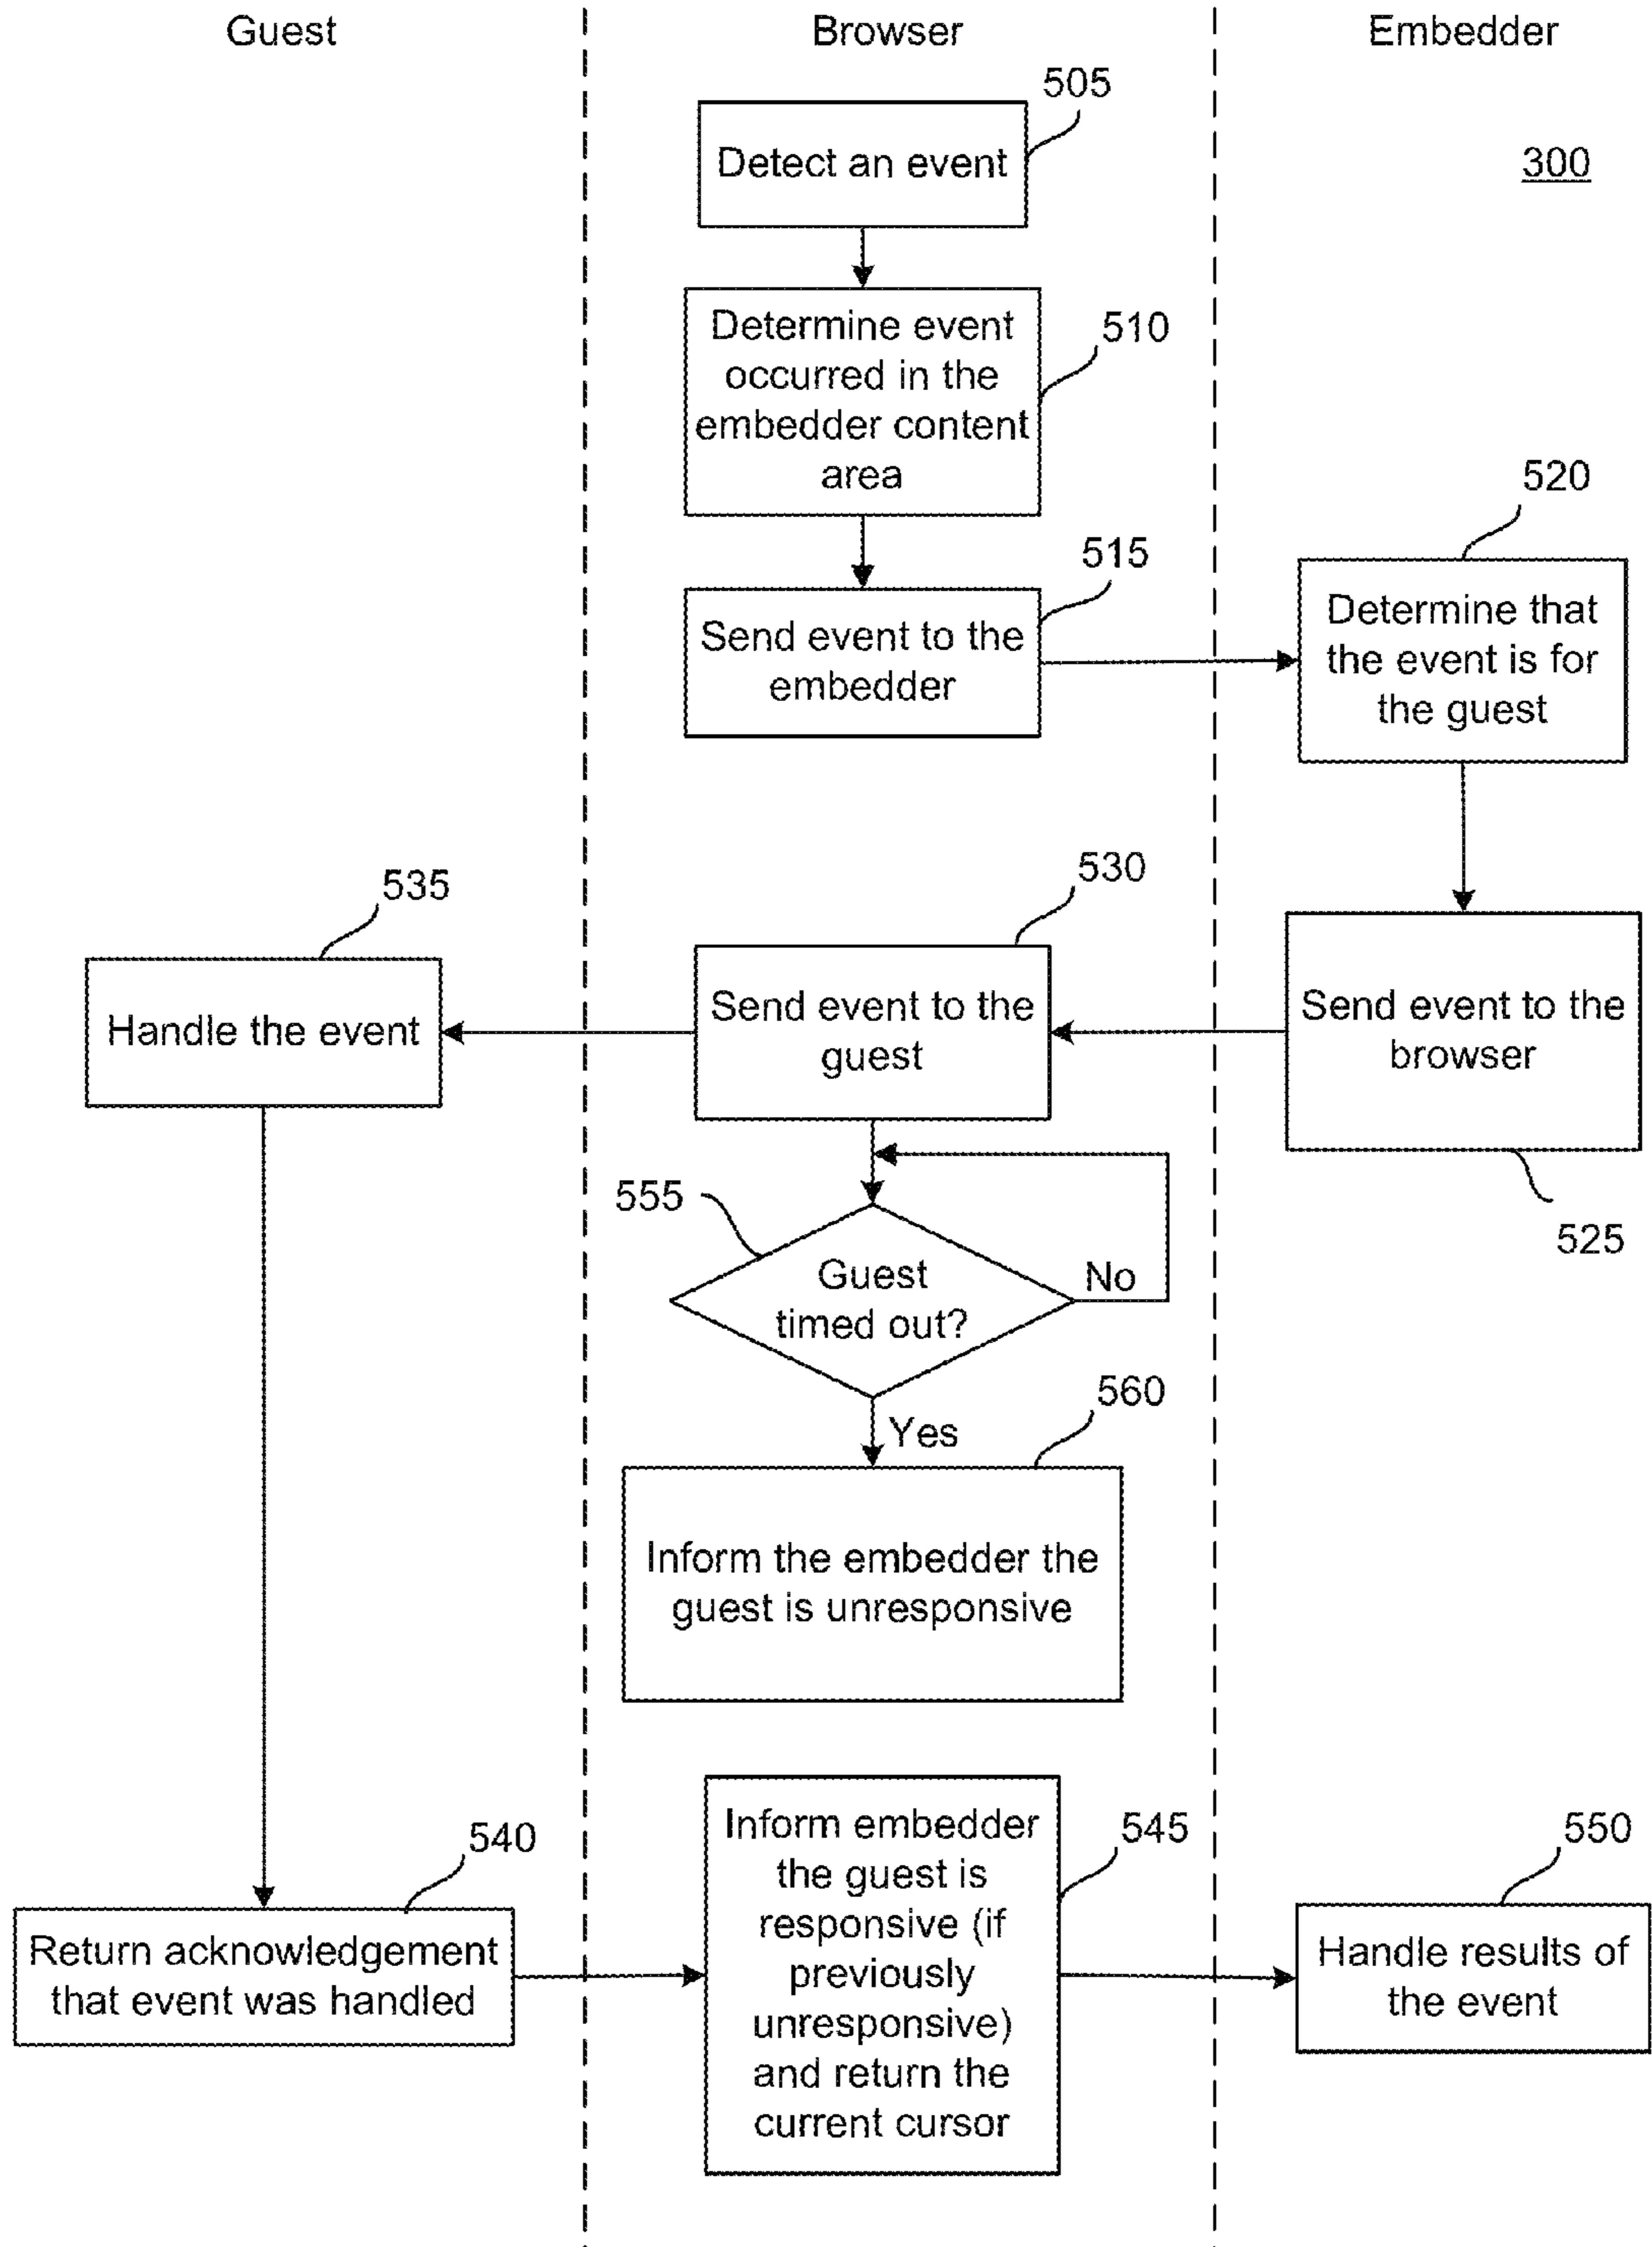 Guest
Browser
Embedder
505
Detect an event
300
Determine event
occurred in the
embedder content
area
510
515
Send event to the
embedder
520
Determine that
the event is for
the guest
535
Handle the event
530
Send event to the
guest
Send event to the
browser
525
555
Guest
timed out?
No
Yes
560
Inform the embedder the
guest is unresponsive
540
Return acknowledgement
that event was handled
Inform embedder
the guest is
responsive (if
previously
unresponsive)
and return the
current cursor
545
550
Handle results of
the event